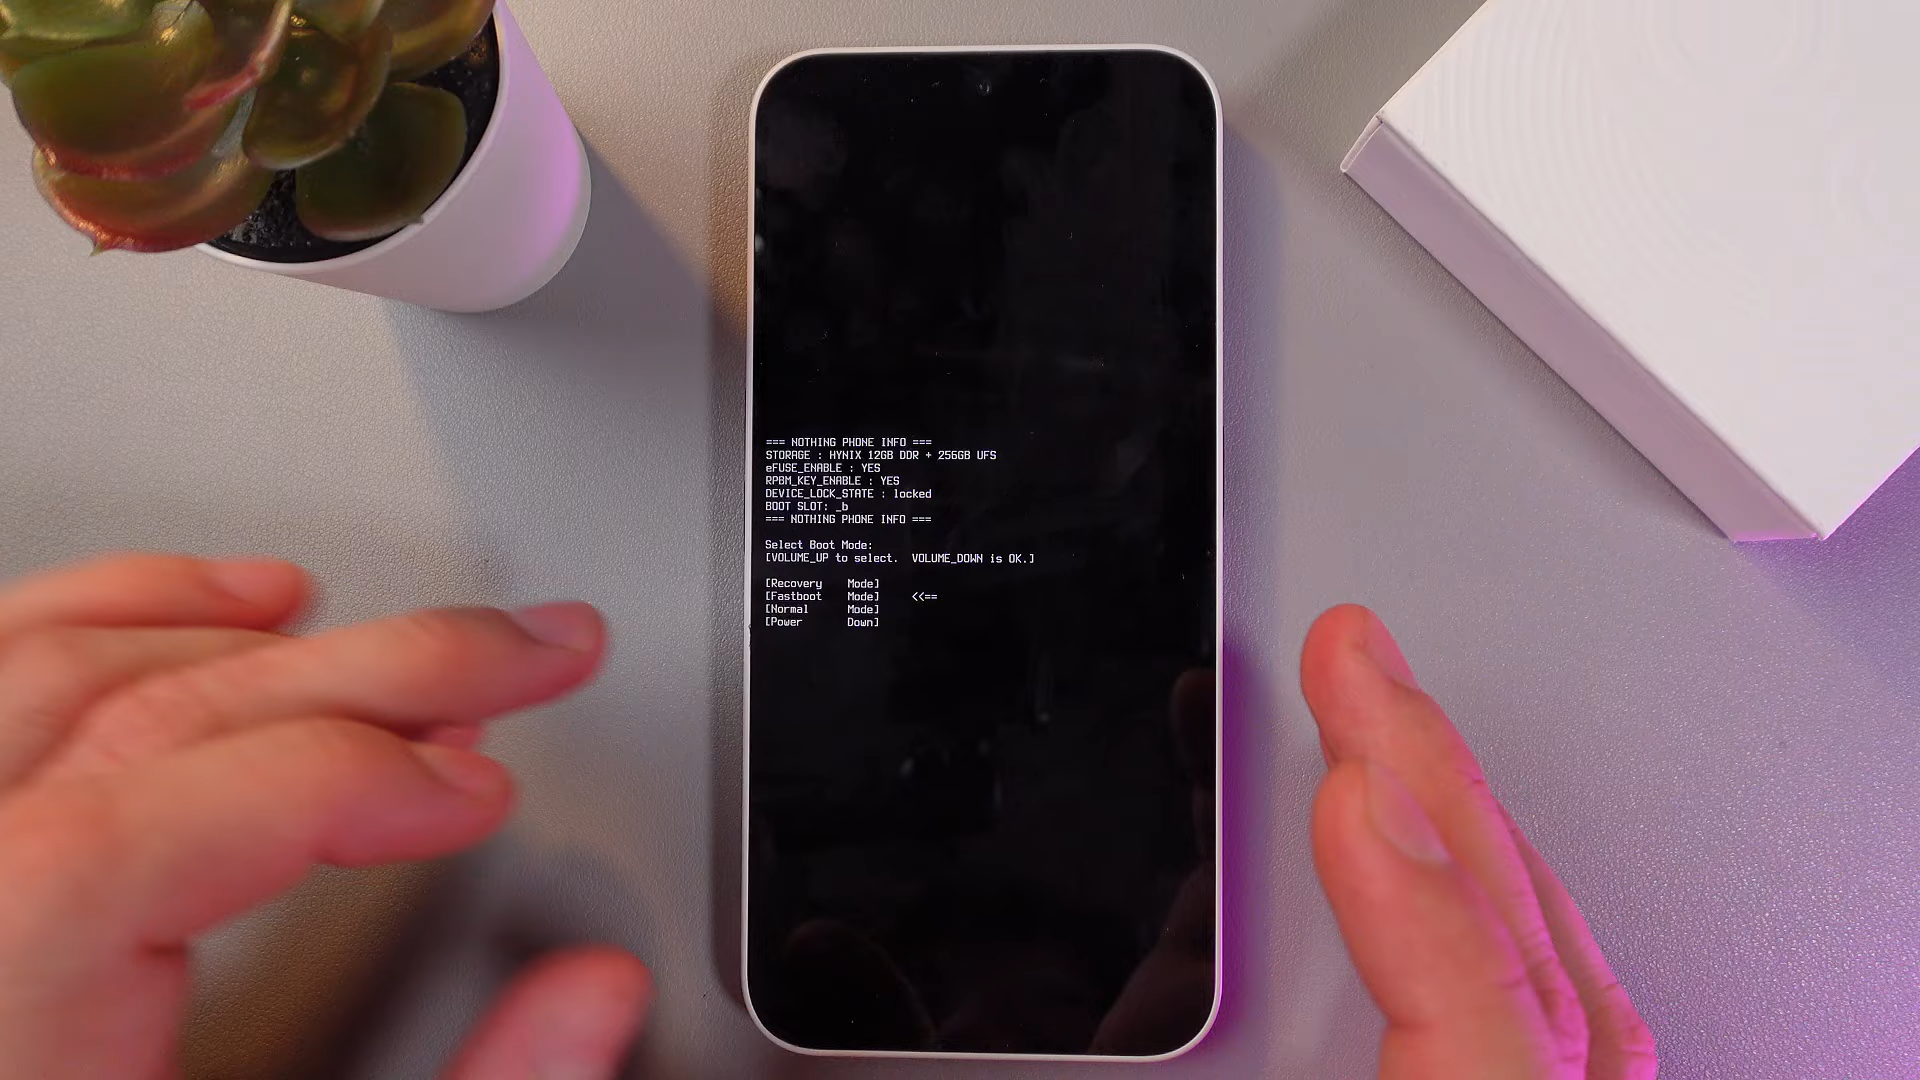 === NOTHING PHONE INFO ===
STORAGE : HYNIX 12GB DDR + 256GB UFS
eFUSE_ENABLE : YES
RPBM_KEY_ENABLE : YES
DEVICE_LOCK_STATE : locked
BOOT SLOT: _b
=== NOTHING PHONE INFO ===
Select Boot Mode:
[VOLUME_UP to select. VOLUME_DOWN is OK.]
[Recovery Mode]
[Fastboot Mode] <<==
[Normal Mode]
[Power Down]